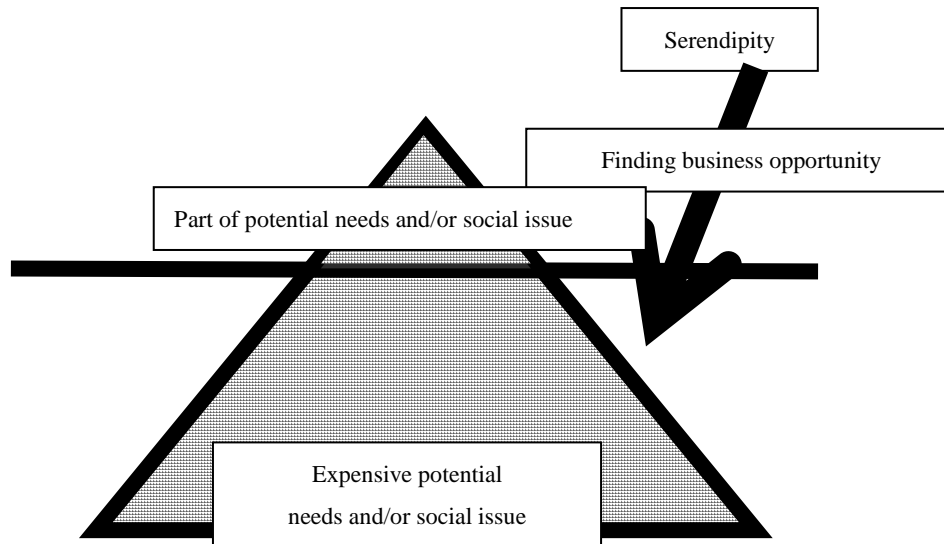 Serendipity
Finding business opportunity
Part of potential needs and/or social issue
Expensive potential
needs and/or social issue